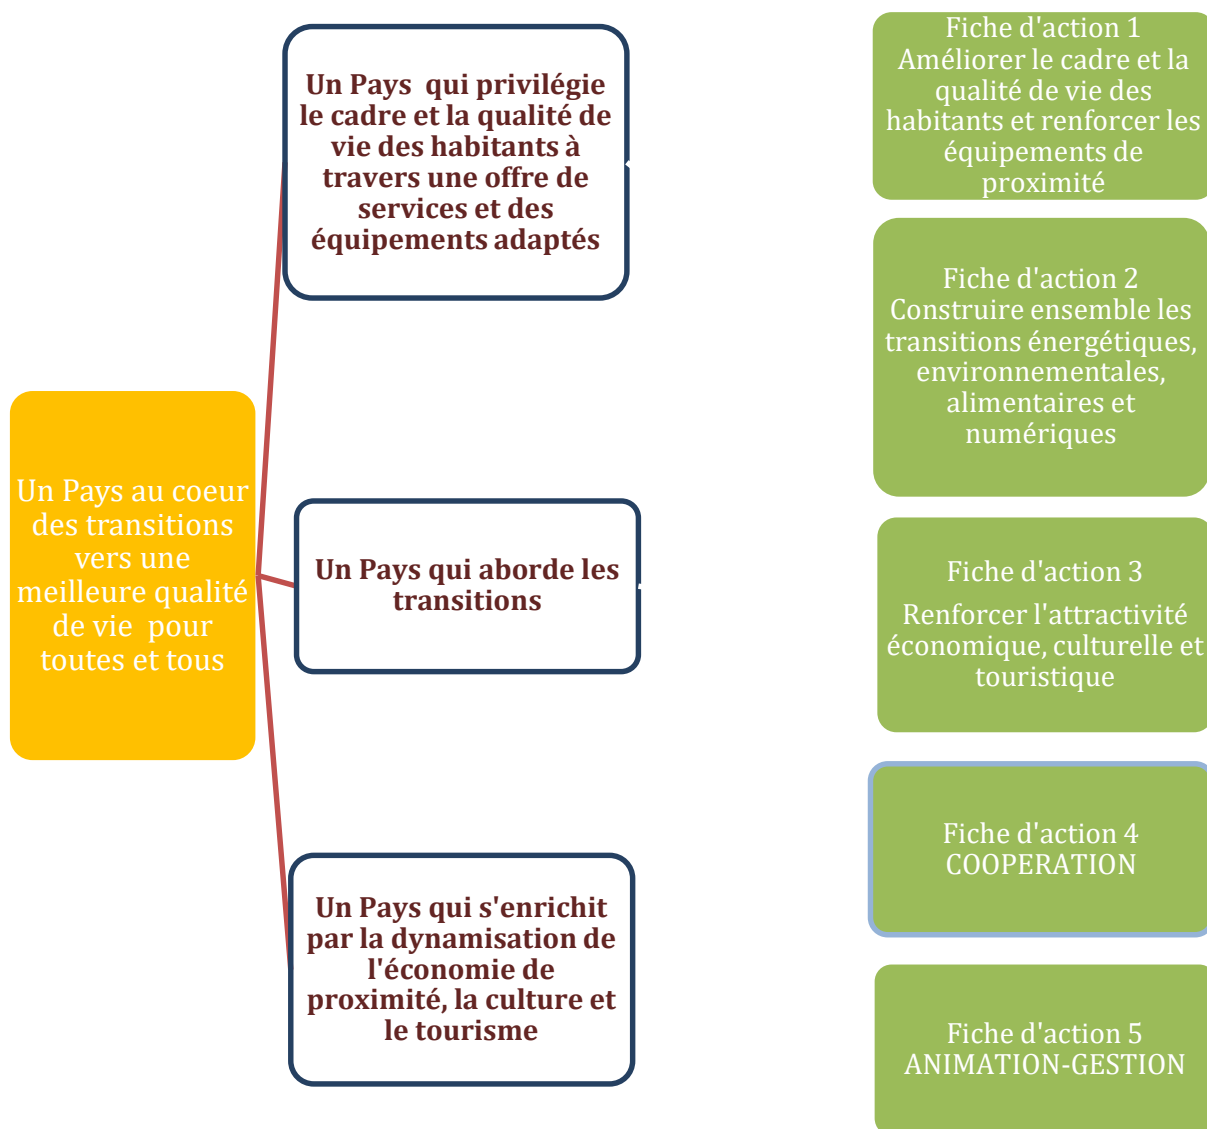 Un Pays au coeur
des transitions
vers une
meilleure qualité
de vie  pour
toutes et tous
Un Pays  qui privilégie
le cadre et la qualité de
vie des habitants à
travers une offre de
services et des
équipements adaptés
Un Pays qui aborde les
transitions
Un Pays qui s'enrichit
par la dynamisation de
l'économie de
proximité, la culture et
le tourisme
Fiche d'action 1
Améliorer le cadre et la
qualité de vie des
habitants et renforcer les
équipements de
proximité
Fiche d'action 2
Construire ensemble les
transitions énergétiques,
environnementales,
alimentaires et
numériques
Fiche d'action 3
Renforcer l'attractivité
économique, culturelle et
touristique
Fiche d'action 4
COOPERATION
Fiche d'action 5
ANIMATION-GESTION